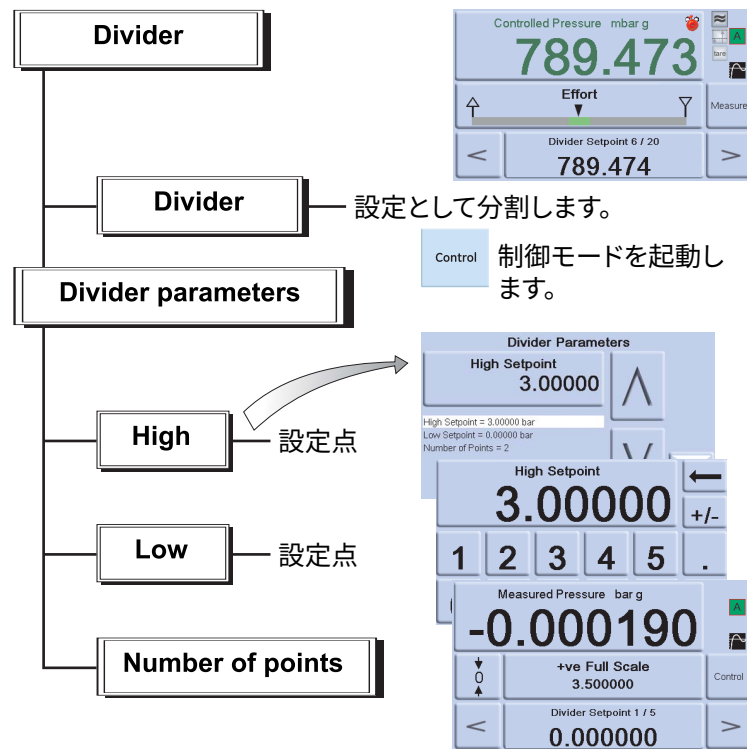 Divider
Controlled Pressure mbar g
789.473
tare
A
Effort
Measure
<
Divider Setpoint 6 / 20
789.474
>
Divider
設定として分割します。
Control
制御モードを起動し
ます。
Divider parameters
Divider Parameters
High Setpoint
3.00000
High Setpoint = 3.00000 bar
Low Setpoint = 0.00000 bar
Number of Points = 2
High
設定点
High Setpoint
3.00000
+/-
1 2 3 4 5 .
Low
設定点
Measured Pressure bar g
-0.000190
A
0
+ve Full Scale
3.500000
Control
<
Divider Setpoint 1 / 5
0.000000
>
Number of points